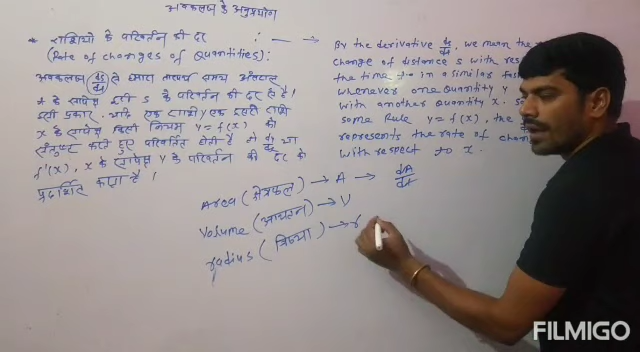 अवकलज के अनुप्रयोग
* राशियों के परिवर्तन की दर : —
(Rate of changes of Quantities):
अवकलज (ds/dt) से हमारा तात्पर्य समय अंतराल
t के सापेक्ष दूरी s के परिवर्तन की दर से है।
इसी प्रकार यदि एक राशि y एक दूसरी राशि
x के सापेक्ष किसी नियम y = f(x) को
संतुष्ट करते हुए परिवर्तित होती है तो dy/dx या
f'(x), x के सापेक्ष y के परिवर्तन की दर को
प्रदर्शित करता है।
By the derivative ds/dt, we mean the
change of distance s with
the time t. in a similar
whenever one quantity y
with another quantity x.
some Rule y = f(x), the
represents the rate of
with respect to x.
Area (क्षेत्रफल) → A → dA/dt
Volume (आयतन) → V
radius (त्रिज्या) → r
FILMIGO